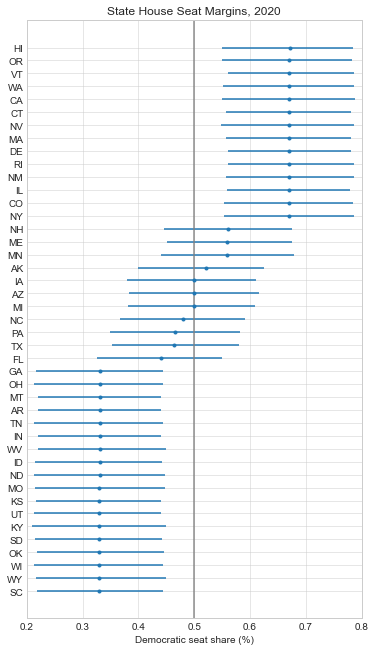 State House Seat Margins, 2020
HI
OR
VT
WA
CA
CT
NV
MA
DE
RI
NM
IL
CO
NY
NH
ME
MN
AK
IA
AZ
MI
NC
PA
TX
FL
GA
OH
MT
AR
TN
IN
WV
ID
ND
MO
KS
UT
KY
SD
OK
WI
WY
SC
0.2 0.3 0.4 0.5 0.6 0.7 0.8
Democratic seat share (%)